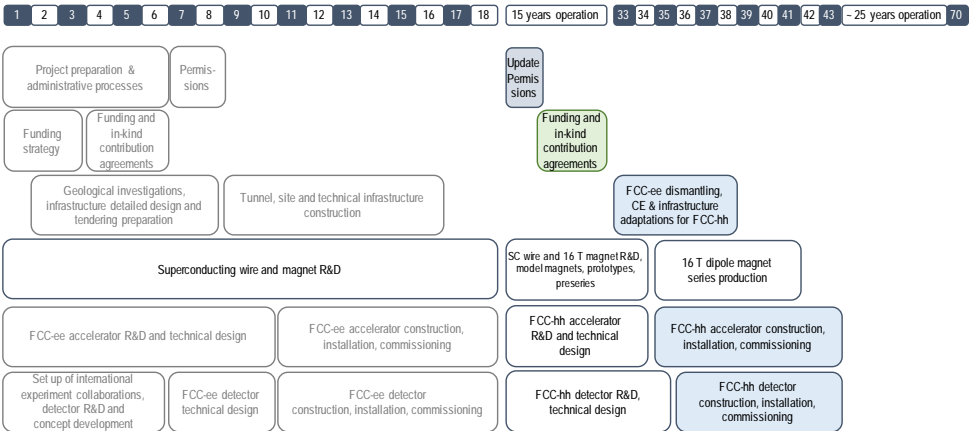 1 2 3 4 5 6 7 8 9 10 11 12 13 14 15 16 17 18 15 years operation 33 34 35 36 37 38 39 40 41 42 43 ~ 25 years operation 70
Project preparation &
administrative processes
Permis-
sions
Update
Permis
sions
Funding
strategy
Funding and
in-kind
contribution
agreements
Funding and
in-kind
contribution
agreements
Geological investigations,
infrastructure detailed design and
tendering preparation
Tunnel, site and technical infrastructure
construction
FCC-ee dismantling,
CE & infrastructure
adaptations for FCC-hh
Superconducting wire and magnet R&D
SC wire and 16 T magnet R&D,
model magnets, prototypes,
preseries
16 T dipole magnet
series production
FCC-ee accelerator R&D and technical design
FCC-ee accelerator construction,
installation, commissioning
FCC-hh accelerator
R&D and technical
design
FCC-hh accelerator construction,
installation, commissioning
Set up of international
experiment collaborations,
detector R&D and
concept development
FCC-ee detector
technical design
FCC-ee detector
construction, installation, commissioning
FCC-hh detector R&D,
technical design
FCC-hh detector
construction, installation,
commissioning